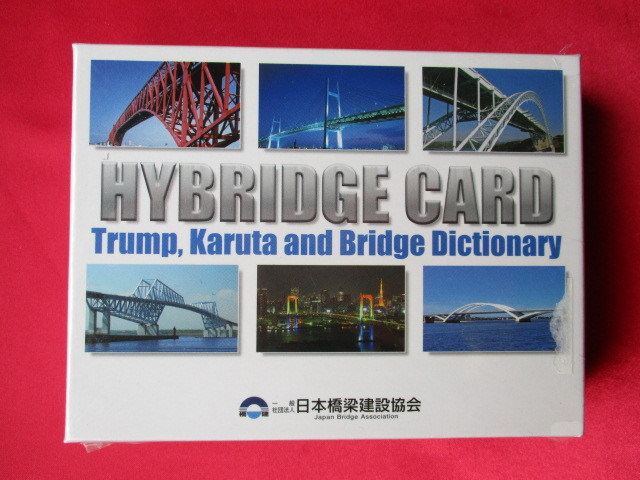 HYBRIDGE CARD
Trump, Karuta and Bridge Dictionary
一般社団法人 日本橋梁建設協会
Japan Bridge Association